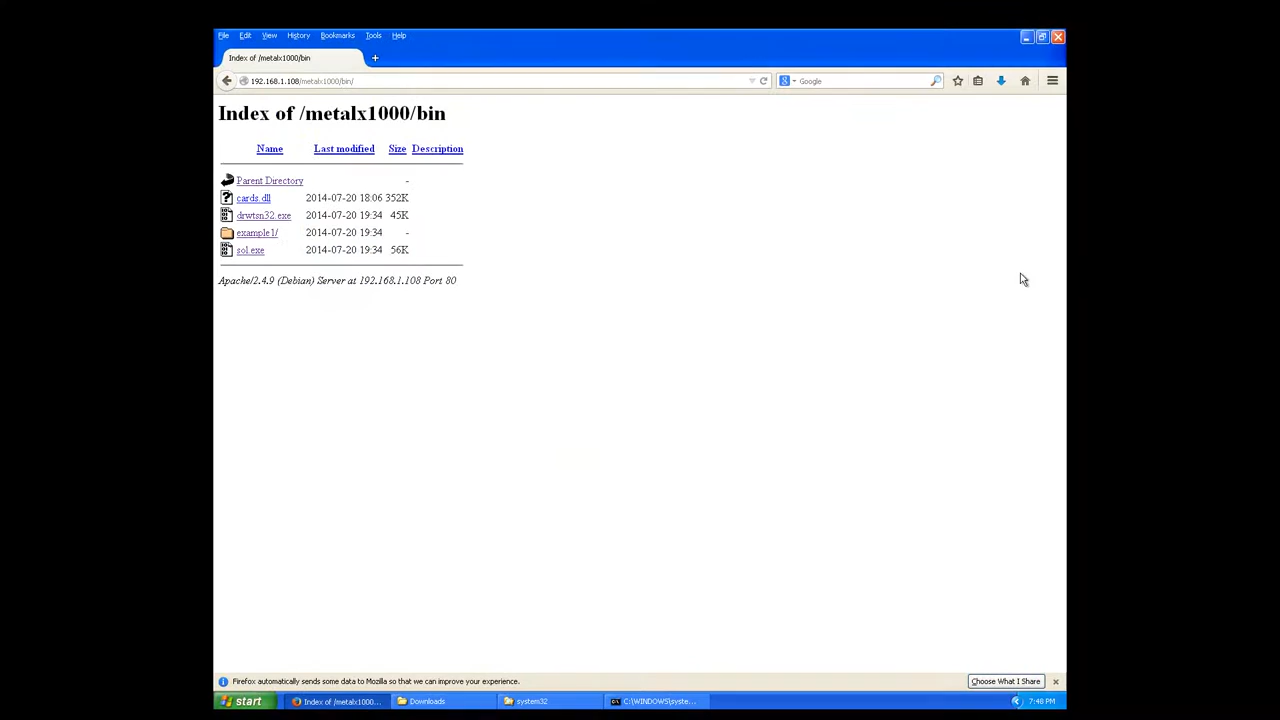 File Edit View History Bookmarks Tools Help
Index of /metalx1000/bin
192.168.1.108/metalx1000/bin/
Google
Index of /metalx1000/bin
Name Last modified Size Description
Parent Directory -
cards.dll 2014-07-20 18:06 352K
drwtsn32.exe 2014-07-20 19:34 45K
example1/ 2014-07-20 19:34 -
sol.exe 2014-07-20 19:34 56K
Apache/2.4.9 (Debian) Server at 192.168.1.108 Port 80
Firefox automatically sends some data to Mozilla so that we can improve your experience. Choose What I Share
start Index of /metalx1000... Downloads system32 C:\WINDOWS\syste... 7:48 PM